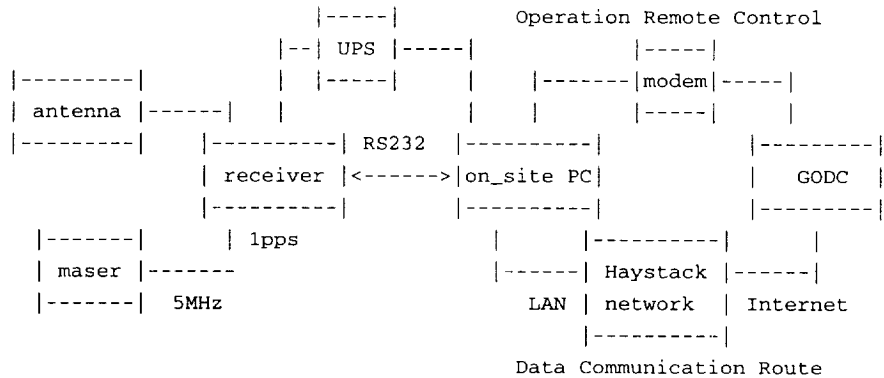 Operation Remote Control
UPS
modem
antenna
RS232
receiver
on_site PC
GODC
1pps
maser
Haystack
5MHz
LAN
network
Internet
Data Communication Route